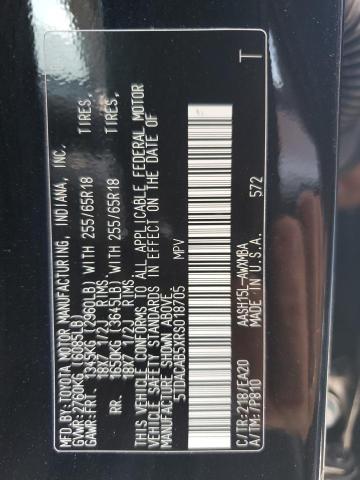 MFD. BY: TOYOTA MOTOR MANUFACTURING, INDIANA, INC.
GVWR: 2760KG (6085LB)
GAWR: FRT. 1345KG (2960LB) WITH 255/65R18 TIRES,
18X7 1/2J RIMS
RR. 1650KG (3645LB) WITH 255/65R18 TIRES,
18X7 1/2J RIMS
THIS VEHICLE CONFORMS TO ALL APPLICABLE FEDERAL MOTOR
VEHICLE SAFETY STANDARDS IN EFFECT ON THE DATE OF
MANUFACTURE SHOWN ABOVE.
5TDACAB5XRS018705 MPV
T
C/TR:218/EA20 AASH15L-AWXMBA
A/TM:/P810 MADE IN U.S.A. 572